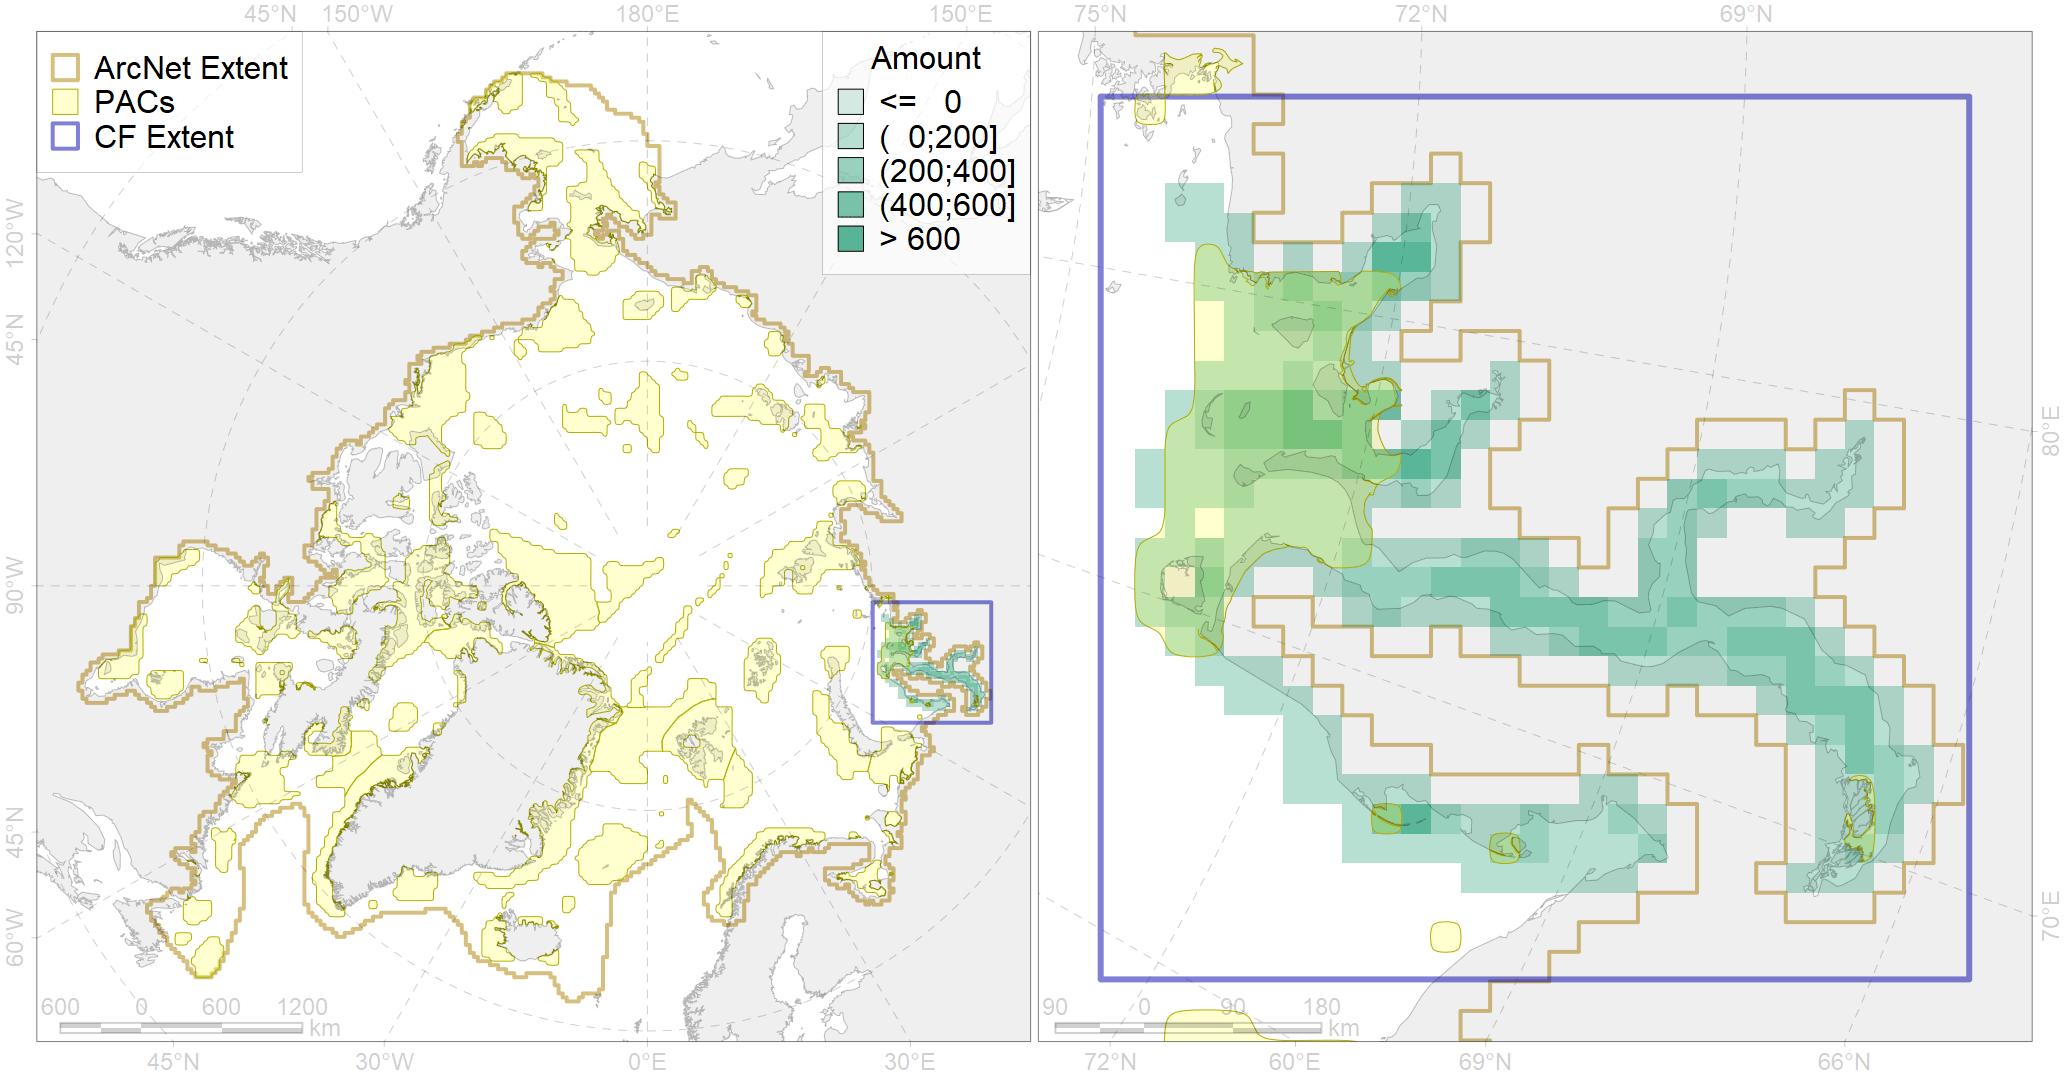 45°N 150°W 180°E 150°E 75°N 72°N 69°N
ArcNet Extent
PACs
CF Extent
Amount
<= 0
( 0;200]
(200;400]
(400;600]
> 600
120°W
45°N
90°W
45°N
60°W
80°E
70°E
600 0 600 1200
km
90 0 90 180
km
45°N 30°W 0°E 30°E 72°N 60°E 69°N 66°N